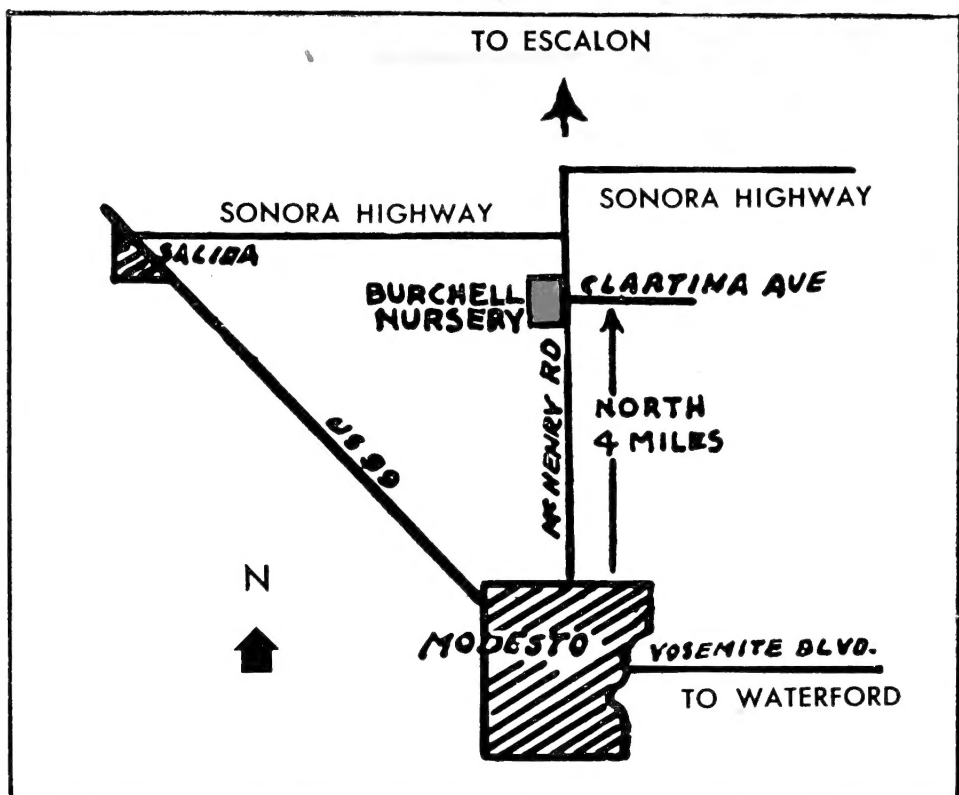 TO ESCALON
SONORA HIGHWAY
SONORA HIGHWAY
SALIDA
BURCHELL
NURSERY
CLARTINA AVE
McHENRY RD
NORTH
4 MILES
US 99
N
MODESTO
YOSEMITE BLVD.
TO WATERFORD